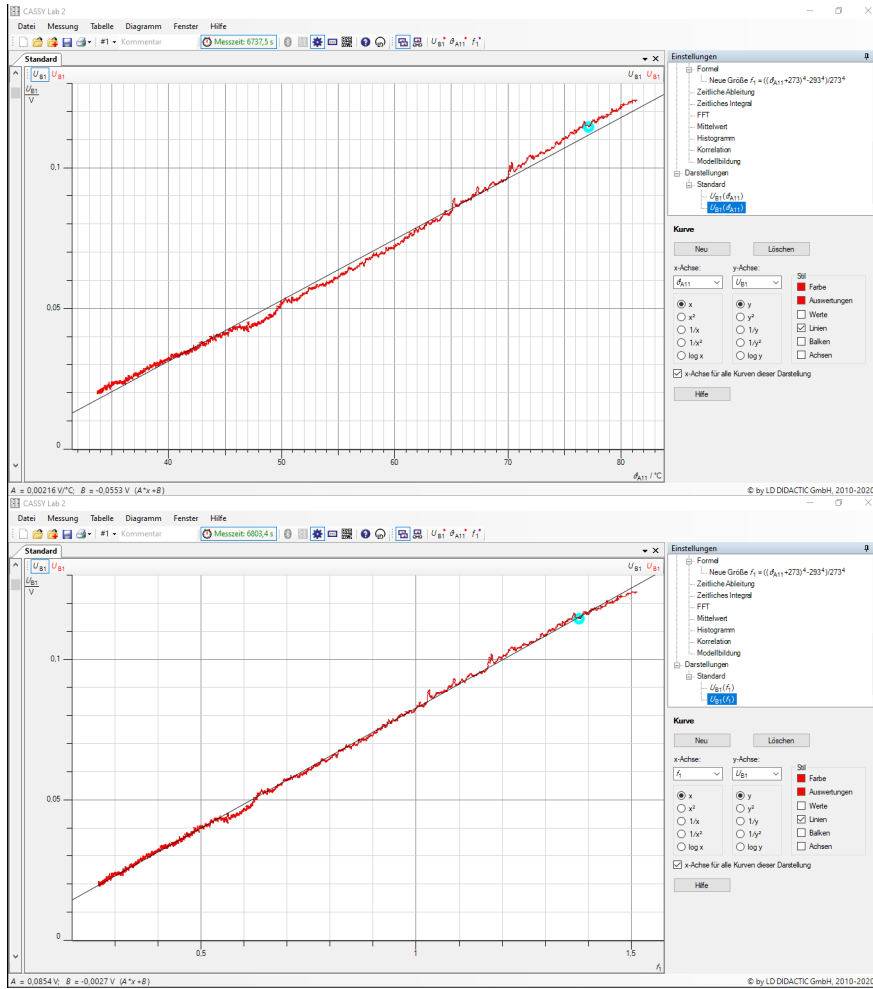 CASSY Lab 2
Datei Messung Tabelle Diagramm Fenster Hilfe
#1 Kommentar Messzeit: 6737,5 s U_B1 ϑ_A11 f_1
Standard
Einstellungen
U_B1 U_B1
U_B1 U_B1
U_B1
V
0,1
0,05
0
40 50 60 70 80
ϑ_A11 / °C
Formel
Neue Größe f_1 = ((ϑ_A11+273)^4-293^4)/273^4
Zeitliche Ableitung
Zeitliches Integral
FFT
Mittelwert
Histogramm
Korrelation
Modellbildung
Darstellungen
Standard
U_B1(ϑ_A11)
U_B1(ϑ_A11)
Kurve
Neu Löschen
x-Achse: y-Achse: Stil
ϑ_A11 U_B1 Farbe
Auswertungen
x y Werte
x² y² Linien
1/x 1/y Balken
1/x² 1/y² Achsen
log x log y
x-Achse für alle Kurven dieser Darstellung
Hilfe
A = 0,00216 V/°C; B = -0,0553 V (A*x +B)
© by LD DIDACTIC GmbH, 2010-2020
CASSY Lab 2
Datei Messung Tabelle Diagramm Fenster Hilfe
#1 Kommentar Messzeit: 6803,4 s U_B1 ϑ_A11 f_1
Standard
Einstellungen
U_B1 U_B1
U_B1 U_B1
U_B1
V
0,1
0,05
0
0,5 1 1,5
f_1
Formel
Neue Größe f_1 = ((ϑ_A11+273)^4-293^4)/273^4
Zeitliche Ableitung
Zeitliches Integral
FFT
Mittelwert
Histogramm
Korrelation
Modellbildung
Darstellungen
Standard
U_B1(f_1)
U_B1(f_1)
Kurve
Neu Löschen
x-Achse: y-Achse: Stil
f_1 U_B1 Farbe
Auswertungen
x y Werte
x² y² Linien
1/x 1/y Balken
1/x² 1/y² Achsen
log x log y
x-Achse für alle Kurven dieser Darstellung
Hilfe
A = 0,0854 V; B = -0,0027 V (A*x +B)
© by LD DIDACTIC GmbH, 2010-2020